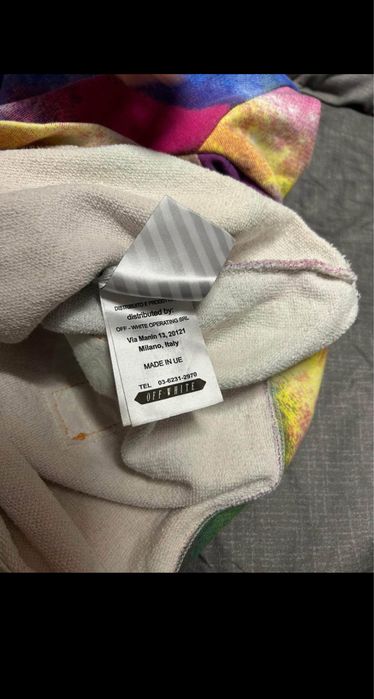 DISTRIBUITO E PRODOTTO
distributed by:
OFF - WHITE OPERATING SRL
Via Manin 13, 20121
Milano, Italy
MADE IN UE
TEL 03-6231-2970
OFF-WHITE